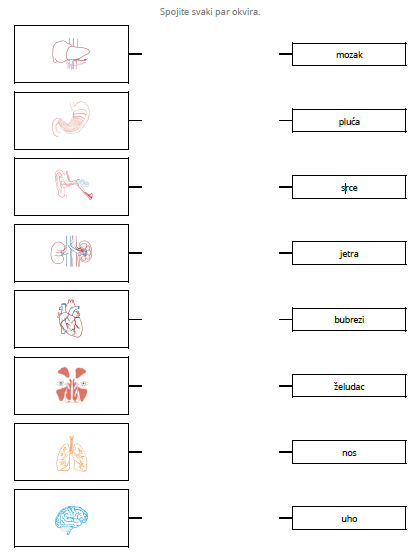 Spojite svaki par okvira.
mozak
pluća
srce
jetra
bubrezi
želudac
nos
uho